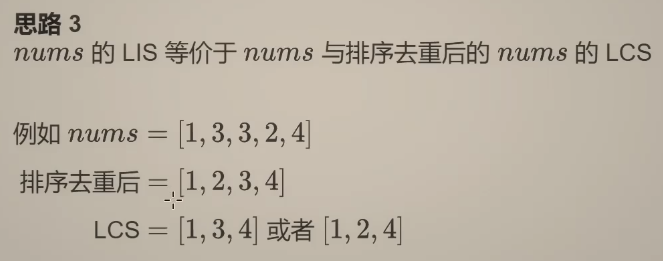 思路 3
nums 的 LIS 等价于 nums 与排序去重后的 nums 的 LCS
例如 nums = [1, 3, 3, 2, 4]
排序去重后 = [1, 2, 3, 4]
LCS = [1, 3, 4] 或者 [1, 2, 4]